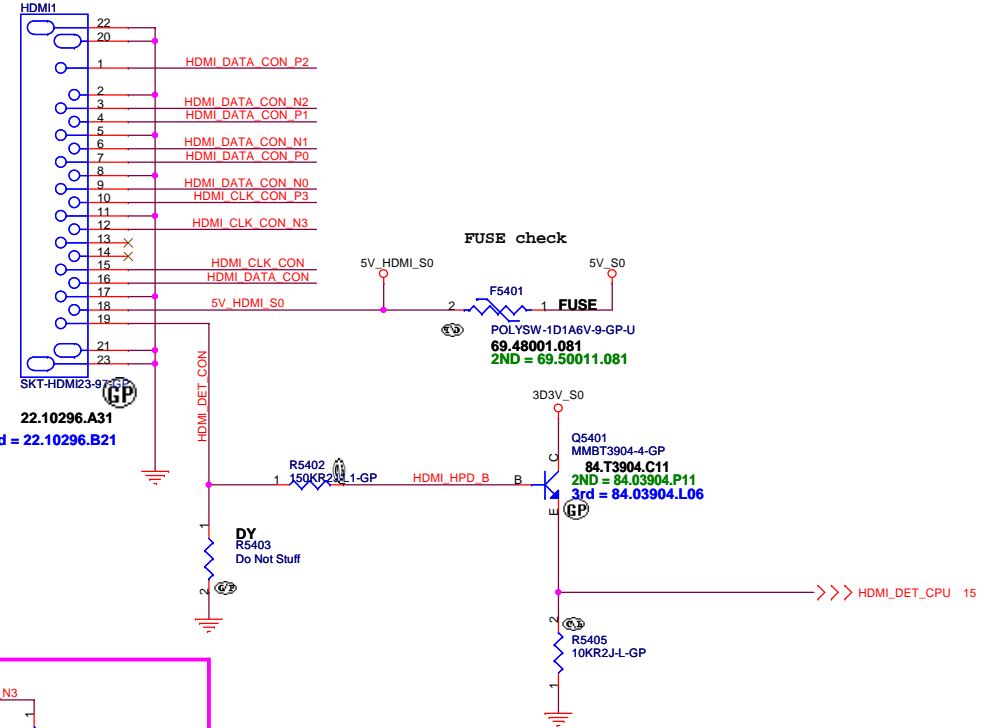 HDMI1
22
20
1 HDMI_DATA_CON_P2
2
3 HDMI_DATA_CON_N2
4 HDMI_DATA_CON_P1
5
6 HDMI_DATA_CON_N1
7 HDMI_DATA_CON_P0
8
9 HDMI_DATA_CON_N0
10 HDMI_CLK_CON_P3
11
12 HDMI_CLK_CON_N3
13
14
15 HDMI_CLK_CON
16 HDMI_DATA_CON
17
18 5V_HDMI_S0
19
21
23
SKT-HDMI23-97-GP
GP
22.10296.A31
d = 22.10296.B21
HDMI_DET_CON
FUSE check
5V_HDMI_S0
5V_S0
F5401
2
1
FUSE
POLYSW-1D1A6V-9-GP-U
69.48001.081
2ND = 69.50011.081
3D3V_S0
Q5401
MMBT3904-4-GP
84.T3904.C11
2ND = 84.03904.P11
3rd = 84.03904.L06
GP
C
B
E
R5402
1
HDMI_HPD_B
DY
R5403
Do Not Stuff
1
2
HDMI_DET_CPU 15
R5405
10KR2J-L-GP
2
1
_N3
1